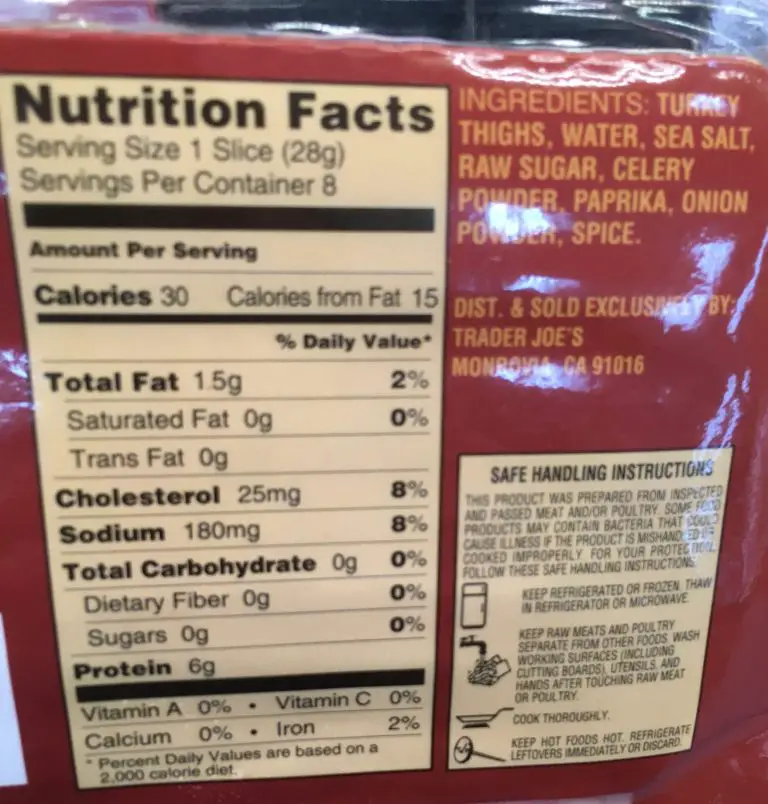 Nutrition Facts
Serving Size 1 Slice (28g)
Servings Per Container 8
Amount Per Serving
Calories 30 Calories from Fat 15
% Daily Value*
Total Fat 1.5g 2%
Saturated Fat 0g 0%
Trans Fat 0g
Cholesterol 25mg 8%
Sodium 180mg 8%
Total Carbohydrate 0g 0%
Dietary Fiber 0g 0%
Sugars 0g 0%
Protein 6g
Vitamin A 0% • Vitamin C 0%
Calcium 0% • Iron 2%
* Percent Daily Values are based on a
2,000 calorie diet.
INGREDIENTS: TURKEY
THIGHS, WATER, SEA SALT,
RAW SUGAR, CELERY
POWDER, PAPRIKA, ONION
POWDER, SPICE.
DIST. & SOLD EXCLUSIVELY BY:
TRADER JOE'S
MONROVIA, CA 91016
SAFE HANDLING INSTRUCTIONS
THIS PRODUCT WAS PREPARED FROM INSPECTED
AND PASSED MEAT AND/OR POULTRY. SOME FOOD
PRODUCTS MAY CONTAIN BACTERIA THAT COULD
CAUSE ILLNESS IF THE PRODUCT IS MISHANDLED OR
COOKED IMPROPERLY. FOR YOUR PROTECTION,
FOLLOW THESE SAFE HANDLING INSTRUCTIONS.
KEEP REFRIGERATED OR FROZEN. THAW
IN REFRIGERATOR OR MICROWAVE.
KEEP RAW MEATS AND POULTRY
SEPARATE FROM OTHER FOODS. WASH
WORKING SURFACES (INCLUDING
CUTTING BOARDS), UTENSILS, AND
HANDS AFTER TOUCHING RAW MEAT
OR POULTRY.
COOK THOROUGHLY.
KEEP HOT FOODS HOT. REFRIGERATE
LEFTOVERS IMMEDIATELY OR DISCARD.